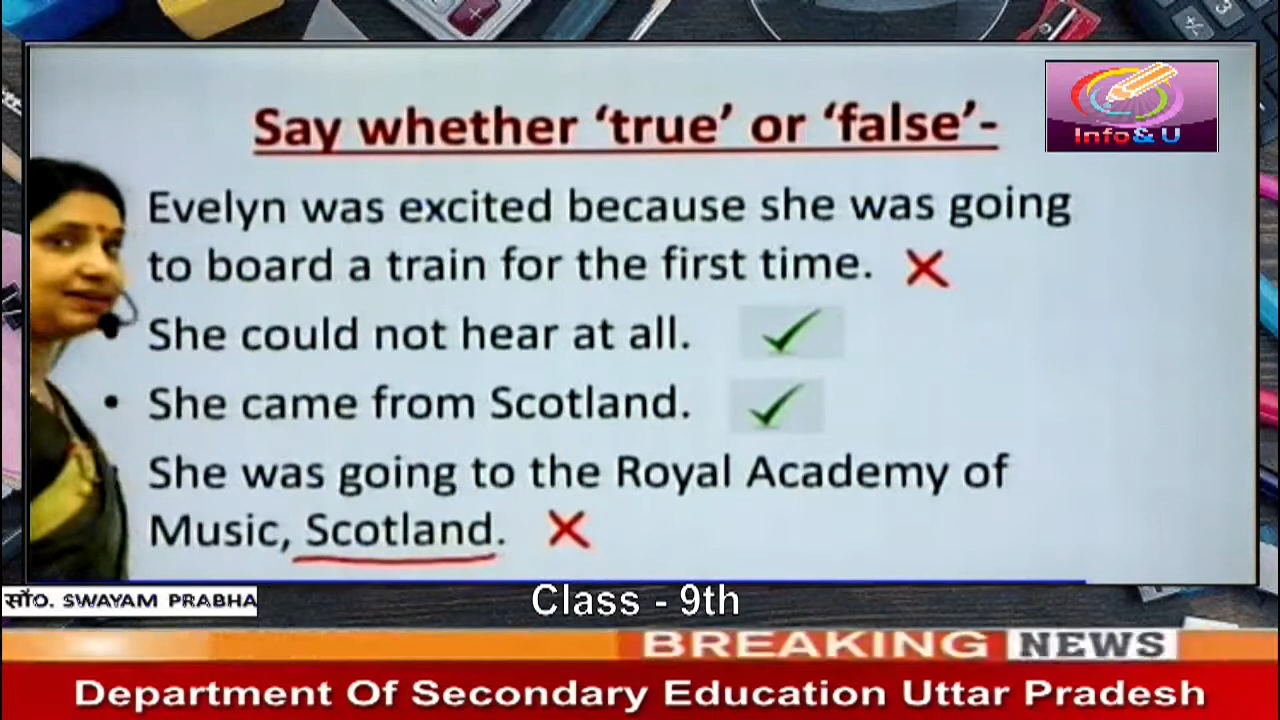 Say whether ‘true’ or ‘false’-
Info& U
Evelyn was excited because she was going
to board a train for the first time.
She could not hear at all.
• She came from Scotland.
She was going to the Royal Academy of
Music, Scotland.
सौ0. SWAYAM PRABHA
Class - 9th
BREAKING NEWS
Department Of Secondary Education Uttar Pradesh